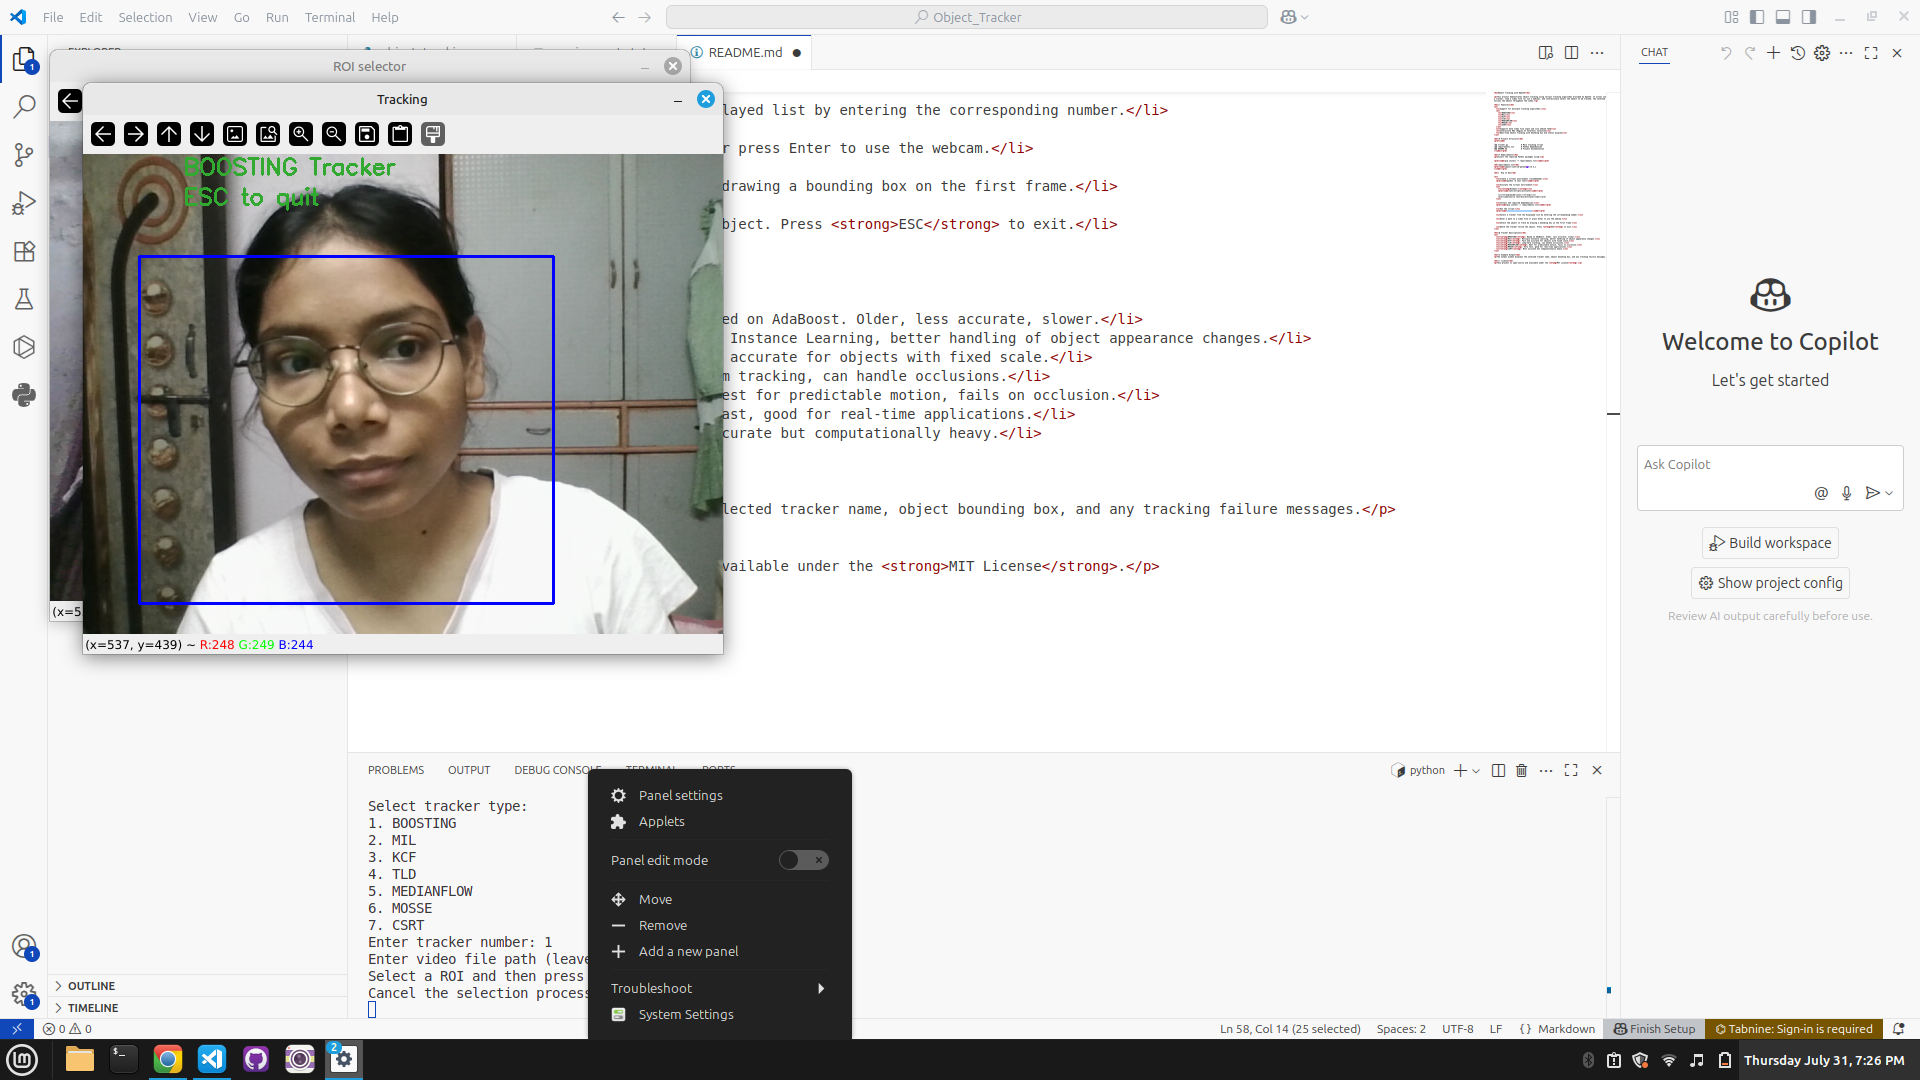 File Edit Selection View Go Run Terminal Help
Object_Tracker
EXPLORER
README.md
CHAT
ROI selector
Tracking
BOOSTING Tracker
ESC to quit
(x=5
(x=537, y=439) ~ R:248 G:249 B:244
layed list by entering the corresponding number.</li>
r press Enter to use the webcam.</li>
drawing a bounding box on the first frame.</li>
bject. Press <strong>ESC</strong> to exit.</li>
ed on AdaBoost. Older, less accurate, slower.</li>
Instance Learning, better handling of object appearance changes.</li>
accurate for objects with fixed scale.</li>
m tracking, can handle occlusions.</li>
est for predictable motion, fails on occlusion.</li>
ast, good for real-time applications.</li>
curate but computationally heavy.</li>
lected tracker name, object bounding box, and any tracking failure messages.</p>
vailable under the <strong>MIT License</strong>.</p>
Welcome to Copilot
Let's get started
Ask Copilot
Build workspace
Show project config
Review AI output carefully before use.
PROBLEMS OUTPUT DEBUG CONSOLE TERMINAL PORTS
python
Select tracker type:
1. BOOSTING
2. MIL
3. KCF
4. TLD
5. MEDIANFLOW
6. MOSSE
7. CSRT
Enter tracker number: 1
Enter video file path (leave
Select a ROI and then press
Cancel the selection process
Panel settings
Applets
Panel edit mode
Move
Remove
Add a new panel
Troubleshoot
System Settings
OUTLINE
TIMELINE
0 0
Ln 58, Col 14 (25 selected) Spaces: 2 UTF-8 LF {} Markdown Finish Setup Tabnine: Sign-in is required
2
Thursday July 31, 7:26 PM